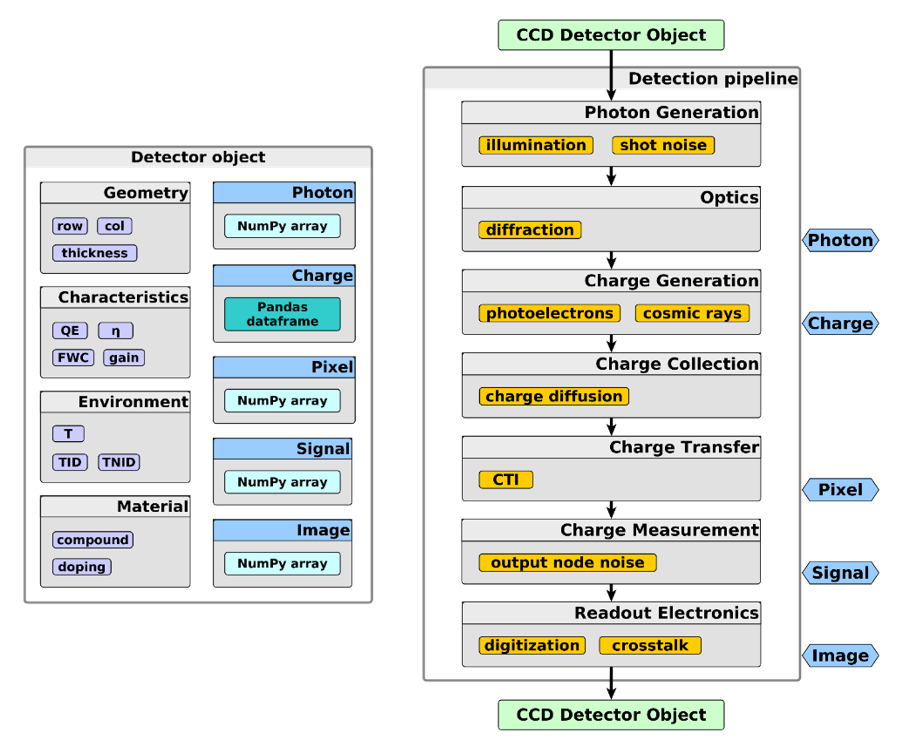 Detector object
Geometry
row col
thickness
Characteristics
QE η
FWC gain
Environment
T
TID TNID
Material
compound
doping
Photon
NumPy array
Charge
Pandas
dataframe
Pixel
NumPy array
Signal
NumPy array
Image
NumPy array
CCD Detector Object
Detection pipeline
Photon Generation
illumination shot noise
Optics
diffraction
Photon
Charge Generation
photoelectrons cosmic rays
Charge
Charge Collection
charge diffusion
Charge Transfer
CTI
Pixel
Charge Measurement
output node noise
Signal
Readout Electronics
digitization crosstalk
Image
CCD Detector Object